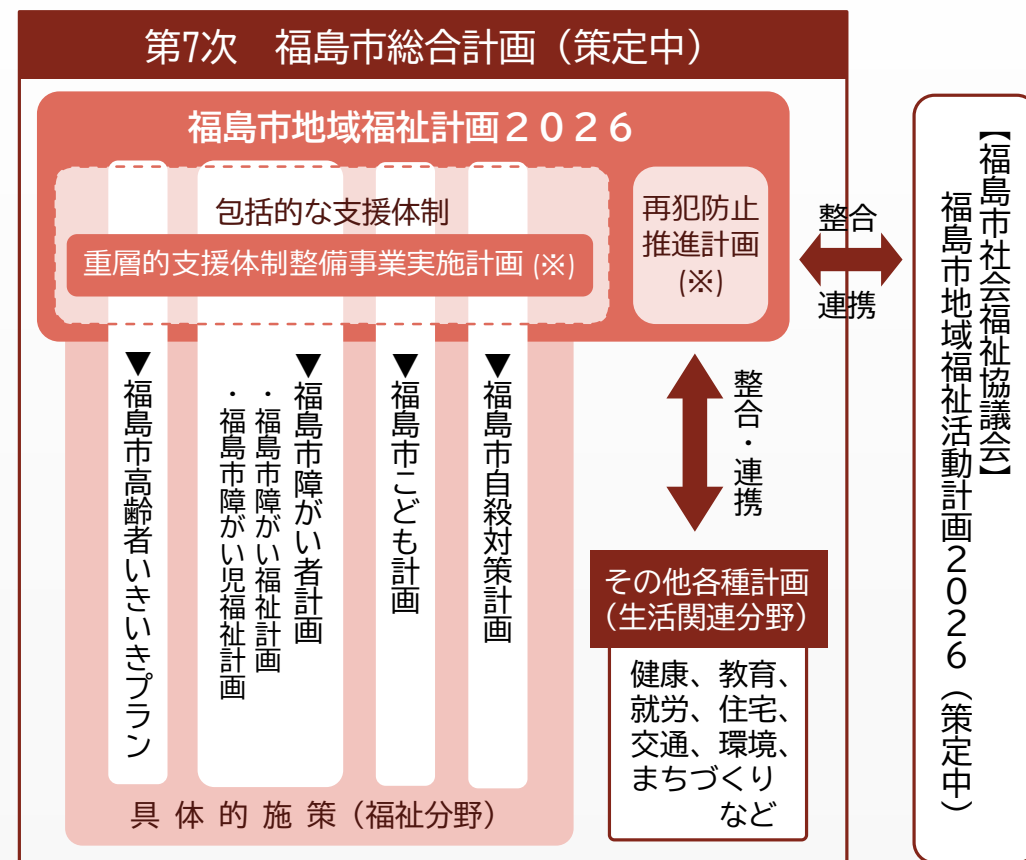 第7次　福島市総合計画（策定中）
福島市地域福祉計画２０２６
包括的な支援体制
重層的支援体制整備事業実施計画 (※)
再犯防止
推進計画
(※)
整合
連携
【福島市社会福祉協議会】
福島市地域福祉活動計画２０２６（策定中）
▼福島市高齢者いきいきプラン
▼福島市障がい者計画
・福島市障がい福祉計画
・福島市障がい児福祉計画
▼福島市こども計画
▼福島市自殺対策計画
整合・連携
その他各種計画
（生活関連分野）
健康、教育、
就労、住宅、
交通、環境、
まちづくり
など
具 体 的 施 策（福祉分野）